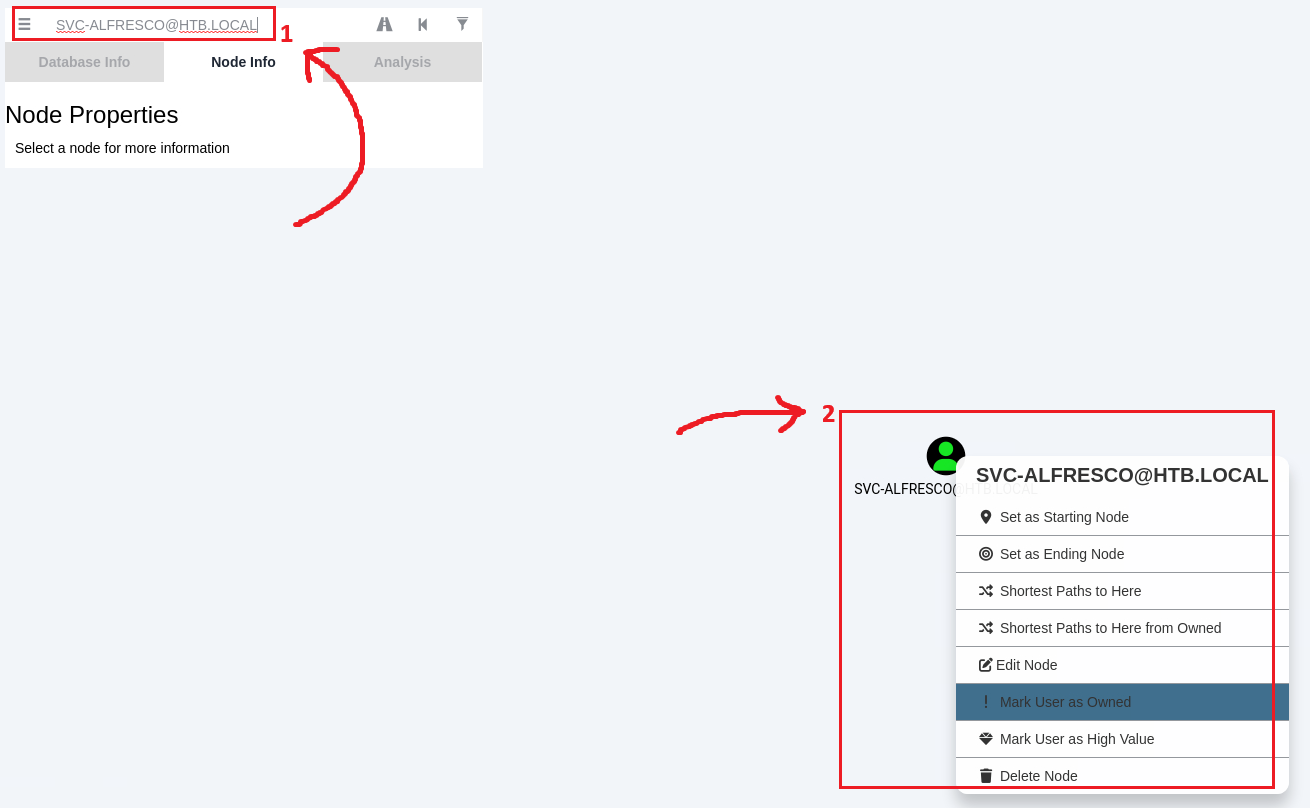 SVC-ALFRESCO@HTB.LOCAL
1
Database Info
Node Info
Analysis
Node Properties
Select a node for more information
2
SVC-ALFRESCO@HTB.LOCAL
SVC-ALFRESCO@HTB.LOCAL
Set as Starting Node
Set as Ending Node
Shortest Paths to Here
Shortest Paths to Here from Owned
Edit Node
Mark User as Owned
Mark User as High Value
Delete Node